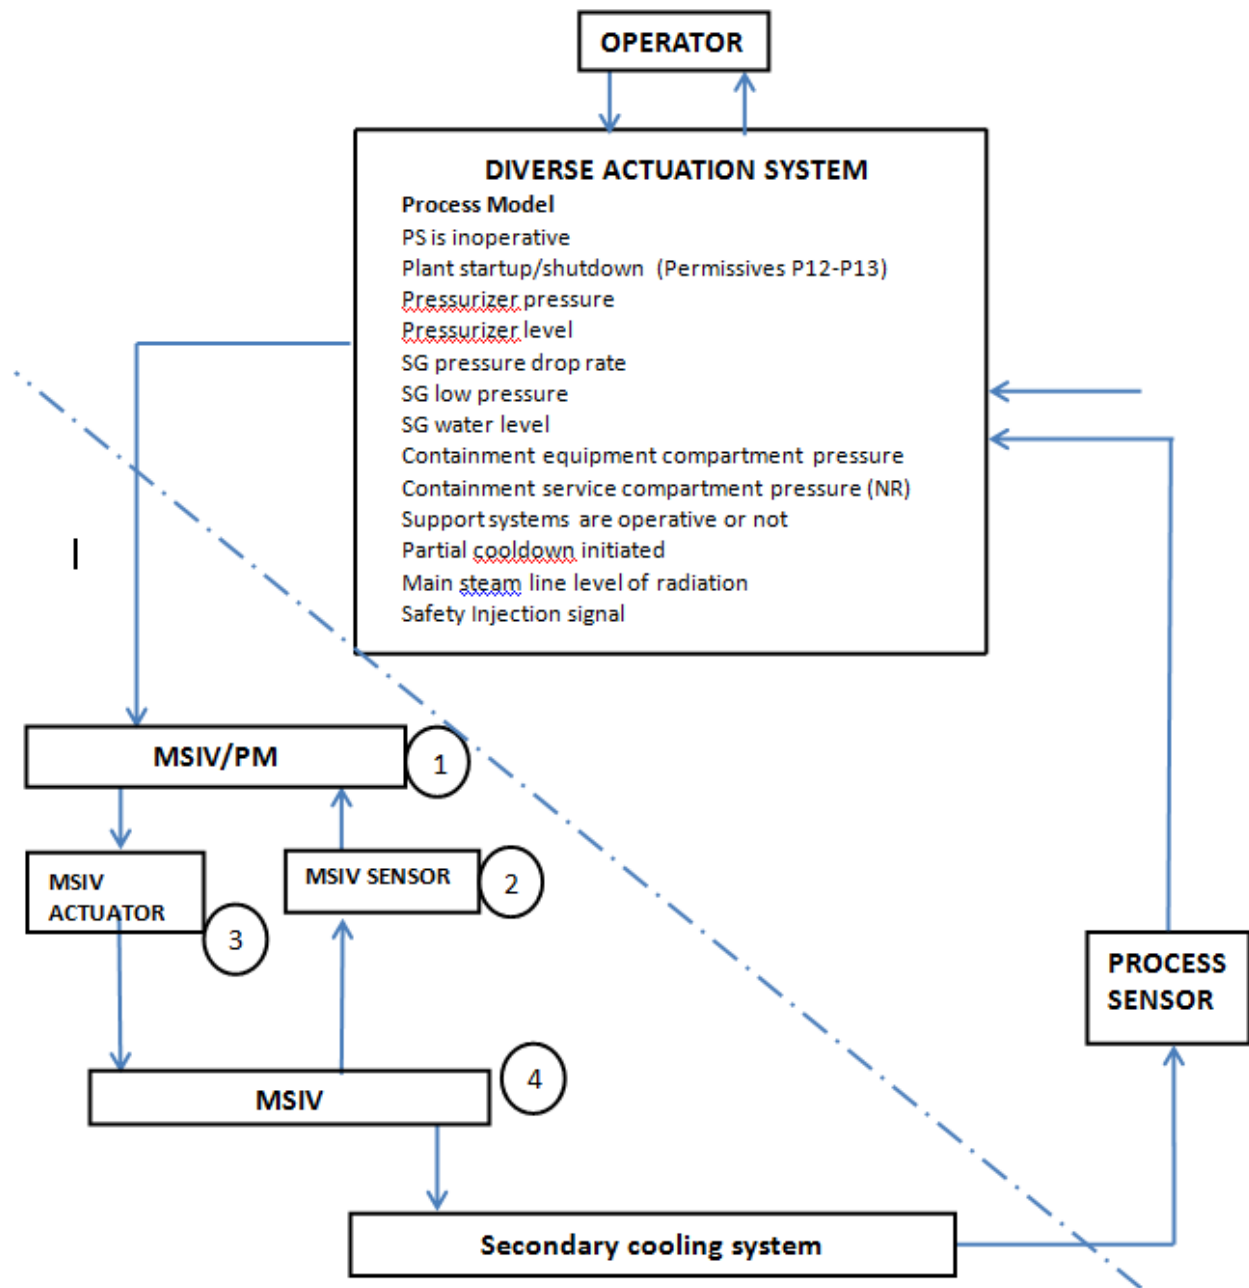 OPERATOR
DIVERSE ACTUATION SYSTEM
Process Model
PS is inoperative
Plant startup/shutdown (Permissives P12-P13)
Pressurizer pressure
Pressurizer level
SG pressure drop rate
SG low pressure
SG water level
Containment equipment compartment pressure
Containment service compartment pressure (NR)
Support systems are operative or not
Partial cooldown initiated
Main steam line level of radiation
Safety Injection signal
I
MSIV/PM
1
MSIV
ACTUATOR
3
MSIV SENSOR
2
PROCESS
SENSOR
MSIV
4
Secondary cooling system